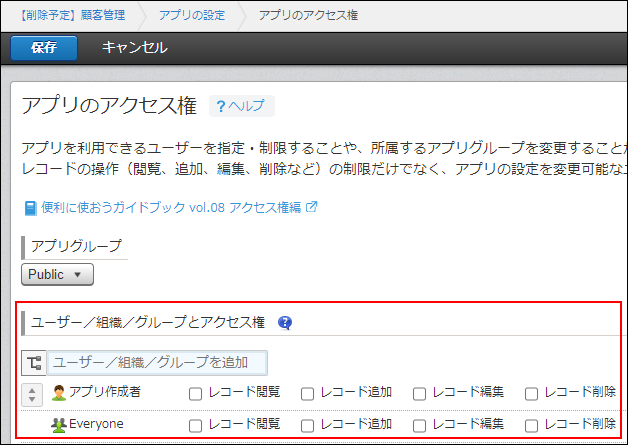 【削除予定】顧客管理 アプリの設定 アプリのアクセス権
保存 キャンセル
アプリのアクセス権 ? ヘルプ
アプリを利用できるユーザーを指定・制限することや、所属するアプリグループを変更すること
レコードの操作（閲覧、追加、編集、削除など）の制限だけでなく、アプリの設定を変更可能な
便利に使おうガイドブック vol.08 アクセス権編
アプリグループ
Public ▼
ユーザー／組織／グループとアクセス権 ?
ユーザー／組織／グループを追加
アプリ作成者 レコード閲覧 レコード追加 レコード編集 レコード削除
Everyone レコード閲覧 レコード追加 レコード編集 レコード削除